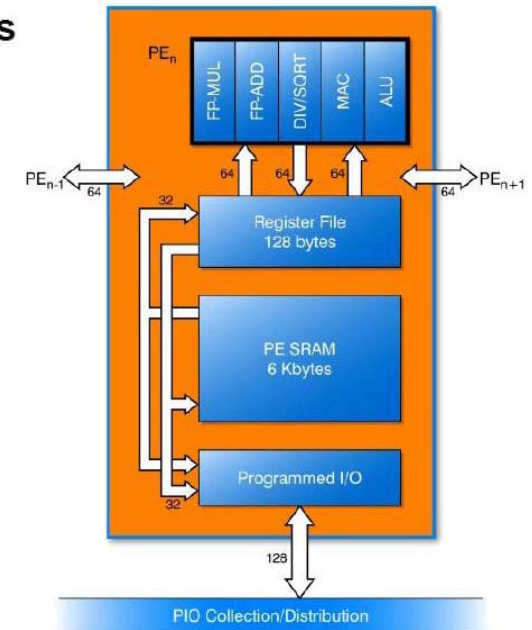 s
PEn
FP-MUL
FP-ADD
DIV/SQRT
MAC
ALU
64
64
64
PEn-1
64
PEn+1
64
32
Register File
128 bytes
PE SRAM
6 Kbytes
Programmed I/O
32
128
PIO Collection/Distribution